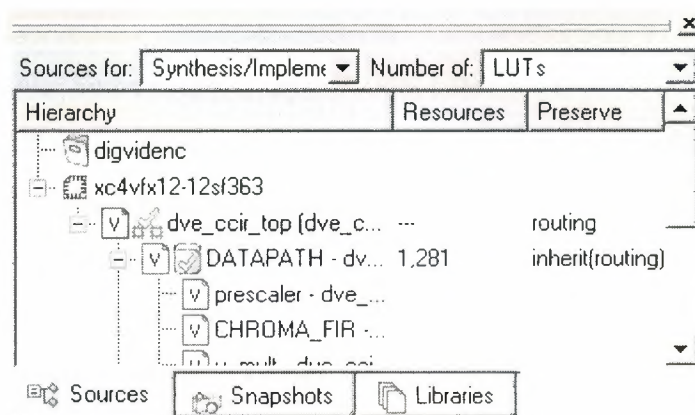 Sources for: Synthesis/Impleme Number of: LUTs
Hierarchy Resources Preserve
digvidenc
xc4vfx12-12sf363
dve_ccir_top (dve_c... --- routing
DATAPATH - dv... 1,281 inherit(routing)
prescaler - dve_...
CHROMA_FIR -...
Sources Snapshots Libraries